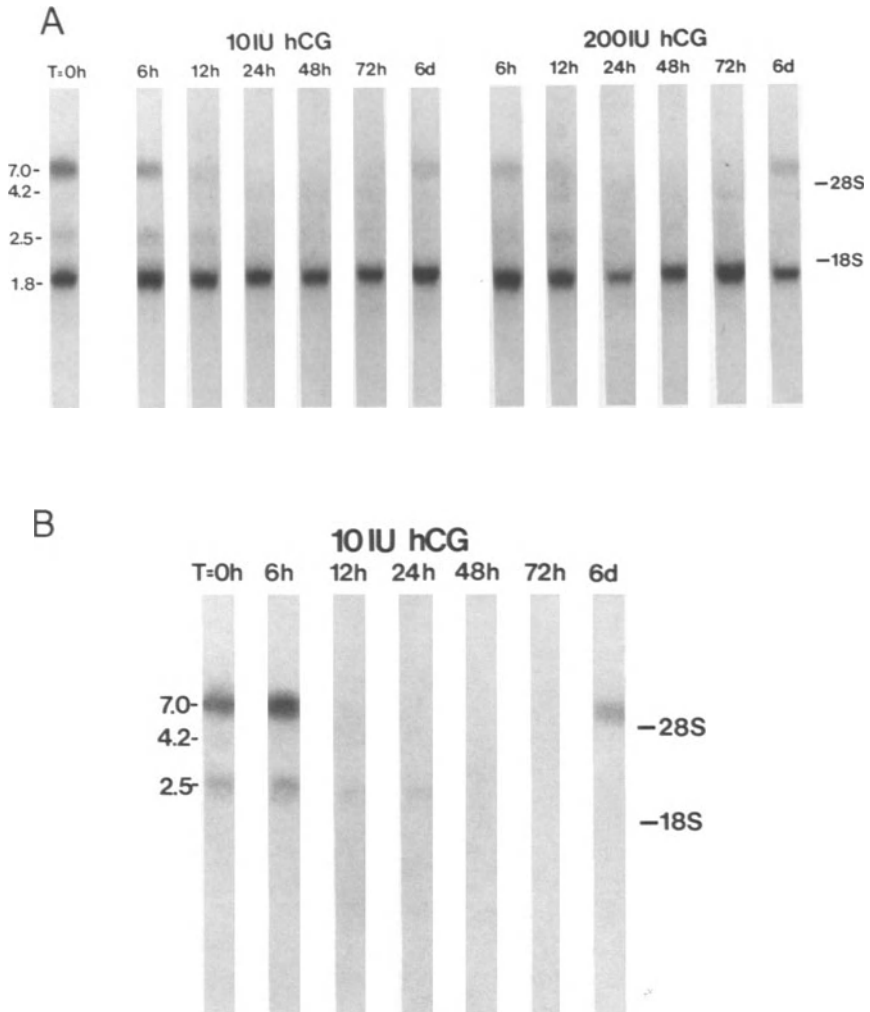 A
10IU hCG 200IU hCG
T=0h 6h 12h 24h 48h 72h 6d 6h 12h 24h 48h 72h 6d
7.0-
4.2-
-28S
2.5-
-18S
1.8-
B
10IU hCG
T=0h 6h 12h 24h 48h 72h 6d
7.0-
-28S
4.2-
2.5-
-18S